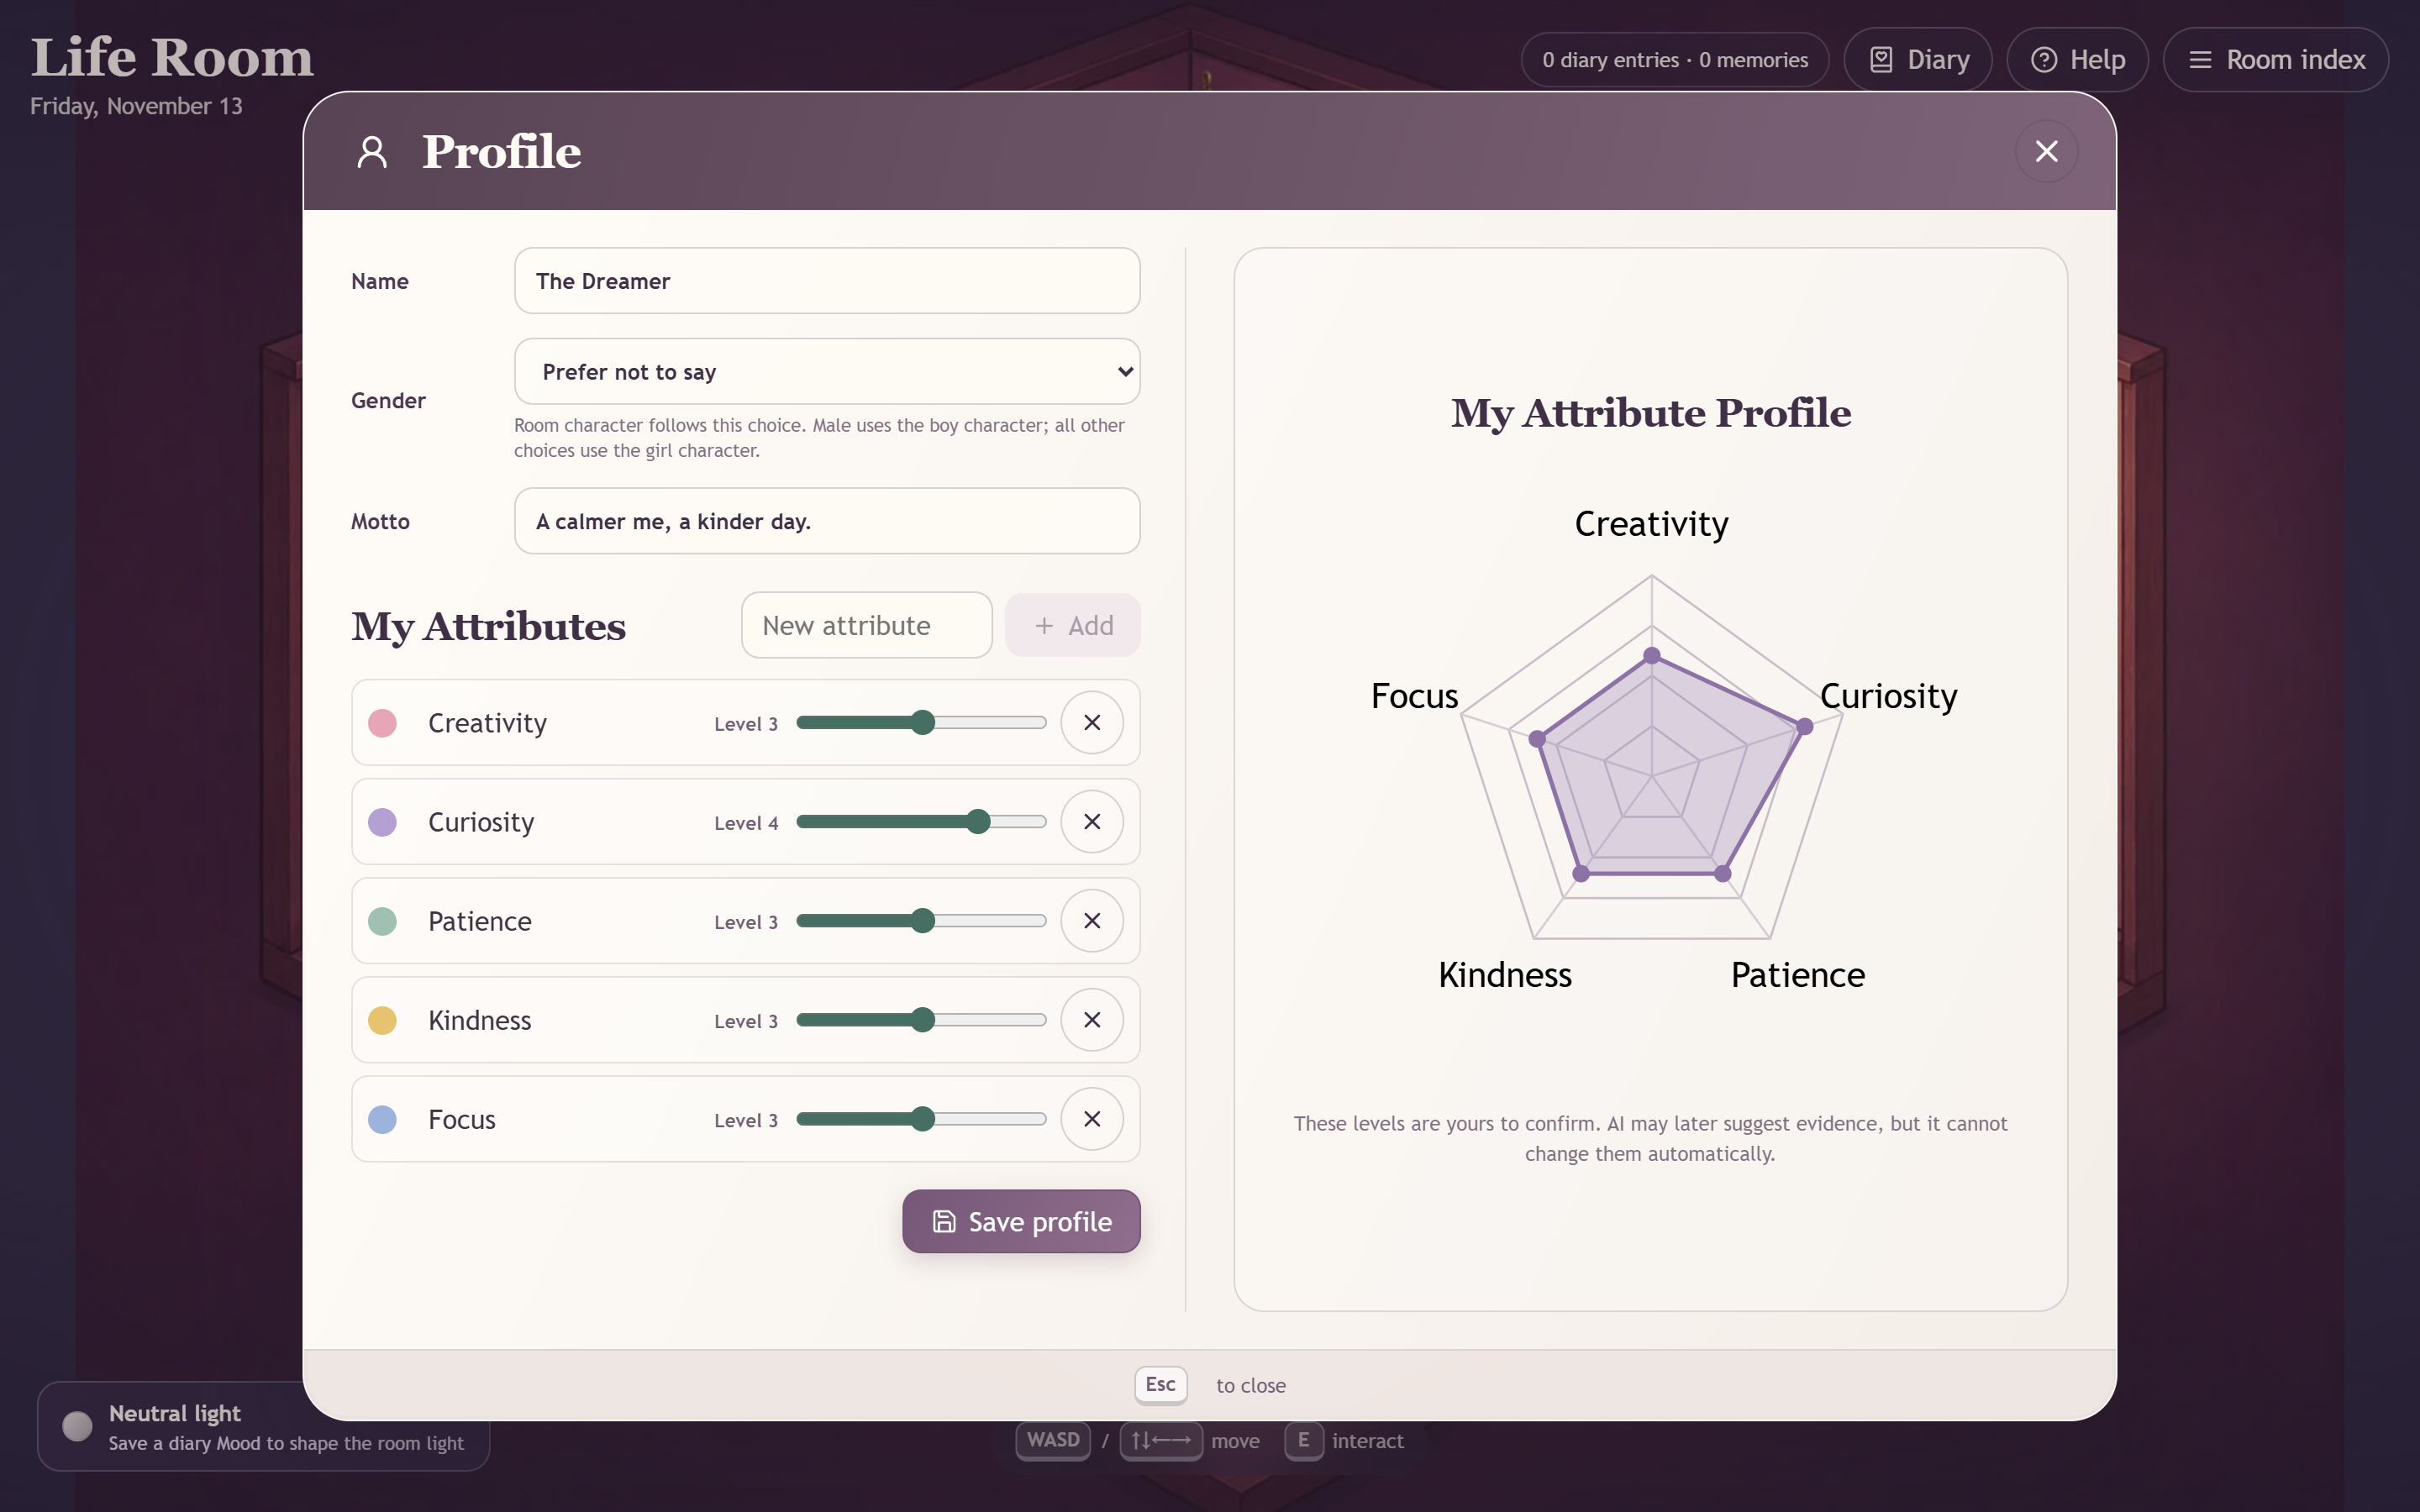 Life Room
Friday, November 13
0 diary entries · 0 memories
Diary
Help
Room index
Profile
Name
The Dreamer
Gender
Prefer not to say
Room character follows this choice. Male uses the boy character; all other
choices use the girl character.
Motto
A calmer me, a kinder day.
My Attributes
New attribute
+ Add
Creativity
Level 3
Curiosity
Level 4
Patience
Level 3
Kindness
Level 3
Focus
Level 3
Save profile
My Attribute Profile
Creativity
Focus
Curiosity
Kindness
Patience
These levels are yours to confirm. AI may later suggest evidence, but it cannot
change them automatically.
Esc to close
Neutral light
Save a diary Mood to shape the room light
WASD / ↑↓←→ move E interact